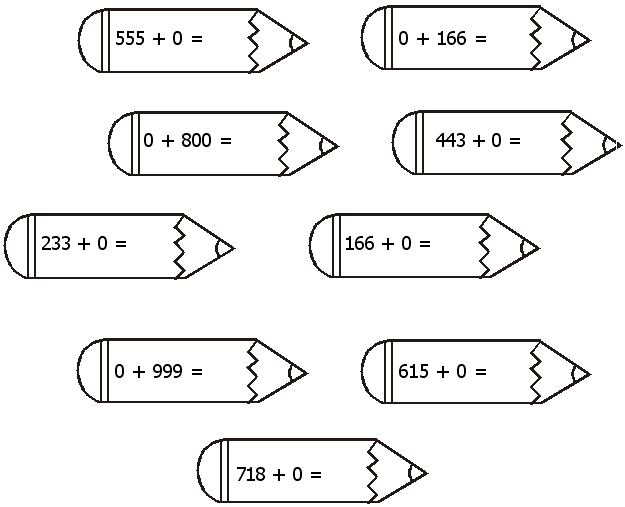 555 + 0 =
0 + 166 =
0 + 800 =
443 + 0 =
233 + 0 =
166 + 0 =
0 + 999 =
615 + 0 =
718 + 0 =